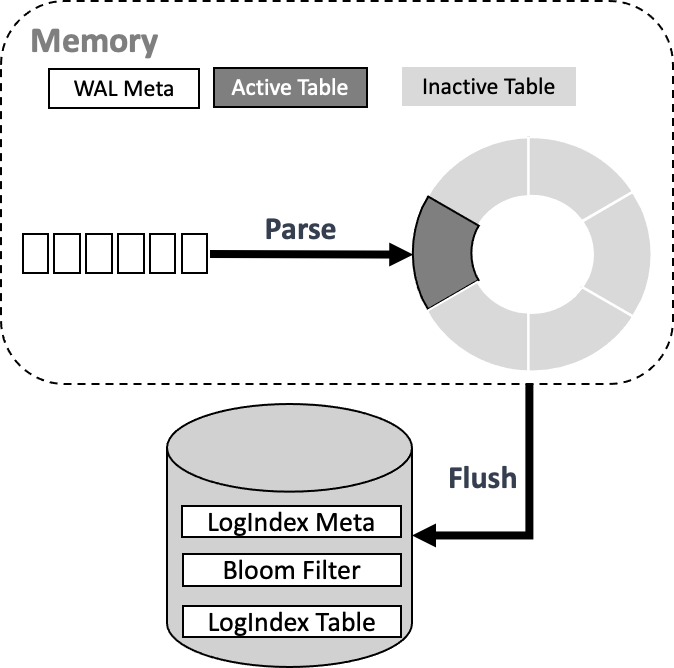 Memory
WAL Meta
Active Table
Inactive Table
Parse
Flush
LogIndex Meta
Bloom Filter
LogIndex Table